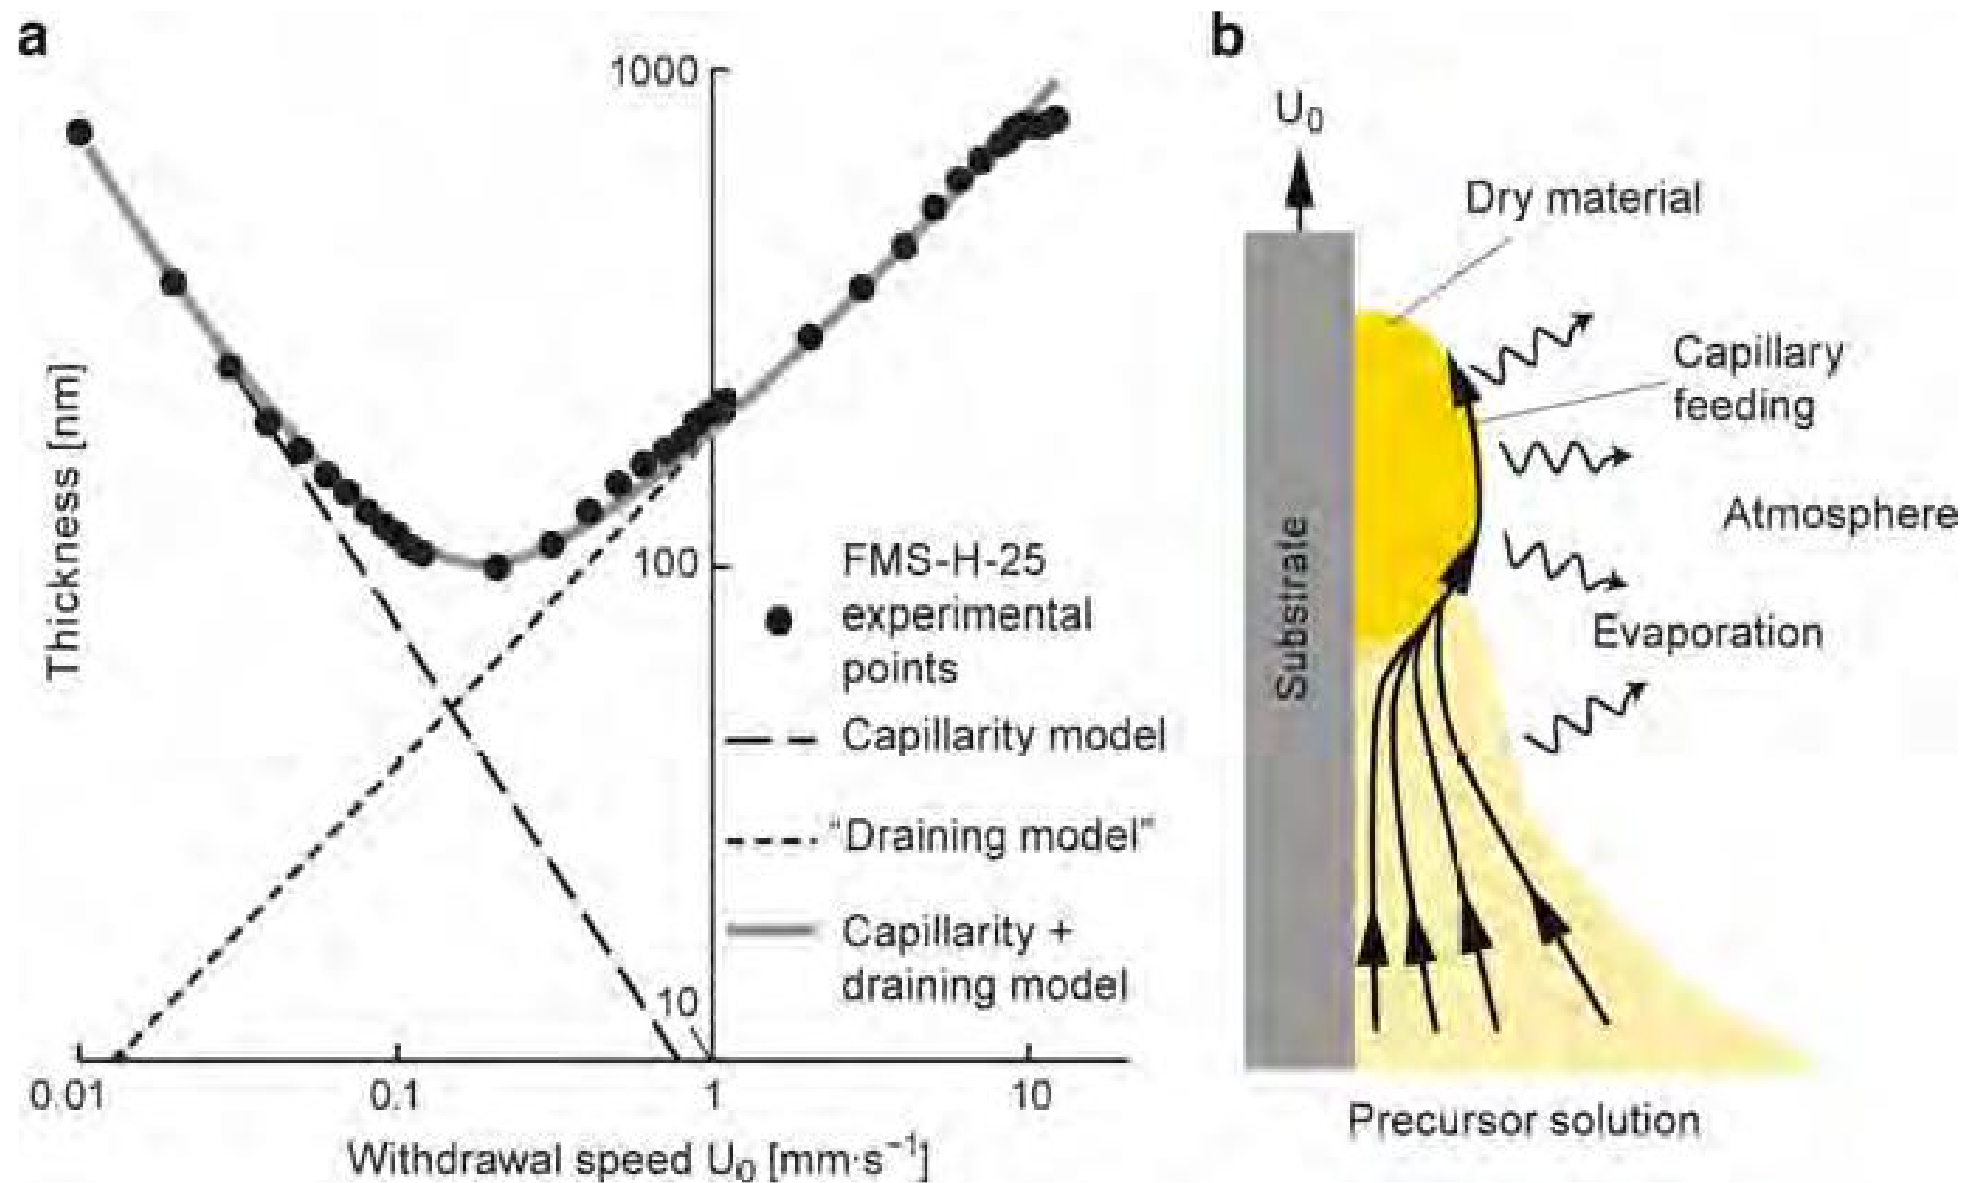 a
1000
100
10
Thickness [nm]
FMS-H-25
experimental
points
Capillarity model
"Draining model"
Capillarity +
draining model
0.01
0.1
1
10
Withdrawal speed U₀ [mm·s⁻¹]
b
U₀
Dry material
Capillary
feeding
Atmosphere
Substrate
Evaporation
Precursor solution